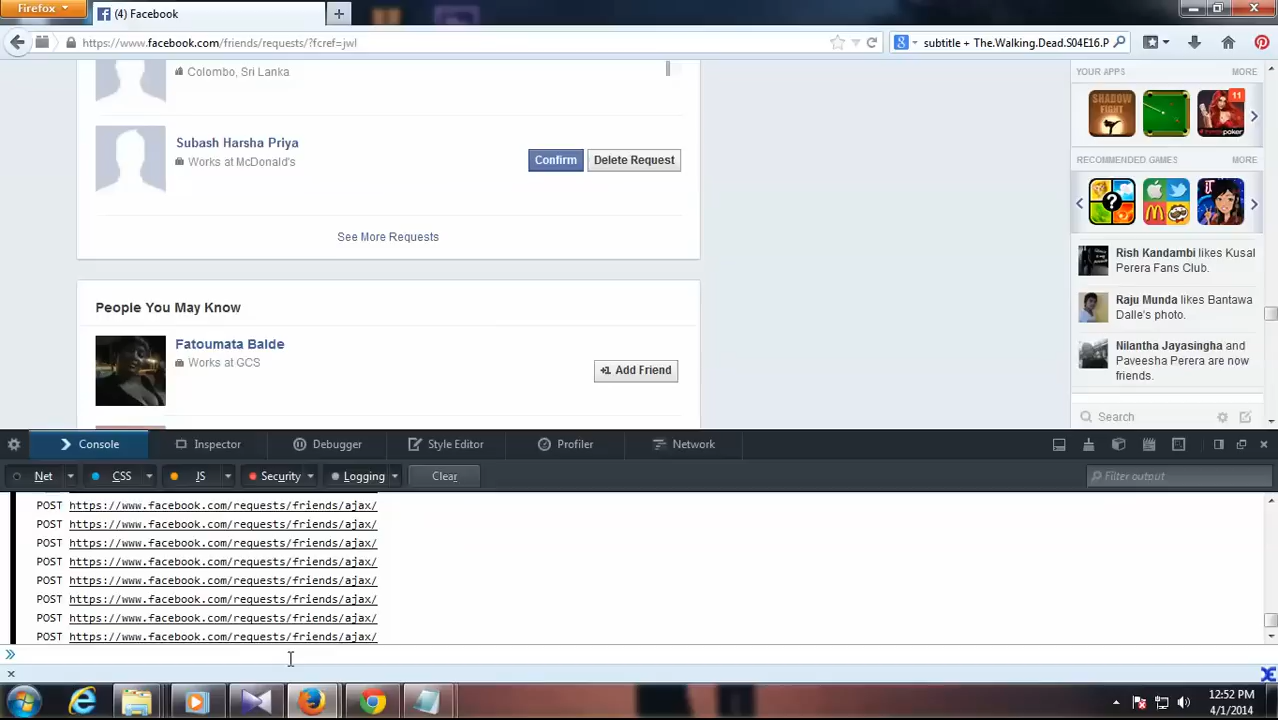 Firefox
(4) Facebook
https://www.facebook.com/friends/requests/?fcref=jwl
subtitle + The.Walking.Dead.S04E16.P
Colombo, Sri Lanka
Subash Harsha Priya
Works at McDonald's
Confirm
Delete Request
See More Requests
People You May Know
Fatoumata Balde
Works at GCS
+1 Add Friend
YOUR APPS
MORE
SHADOW
FIGHT
11
poker
RECOMMENDED GAMES
MORE
Rish Kandambi likes Kusal
Perera Fans Club.
Raju Munda likes Bantawa
Dalle's photo.
Nilantha Jayasingha and
Paveesha Perera are now
friends.
Search
Console
Inspector
Debugger
Style Editor
Profiler
Network
Net
CSS
JS
Security
Logging
Clear
Filter output
POST https://www.facebook.com/requests/friends/ajax/
POST https://www.facebook.com/requests/friends/ajax/
POST https://www.facebook.com/requests/friends/ajax/
POST https://www.facebook.com/requests/friends/ajax/
POST https://www.facebook.com/requests/friends/ajax/
POST https://www.facebook.com/requests/friends/ajax/
POST https://www.facebook.com/requests/friends/ajax/
POST https://www.facebook.com/requests/friends/ajax/
12:52 PM
4/1/2014